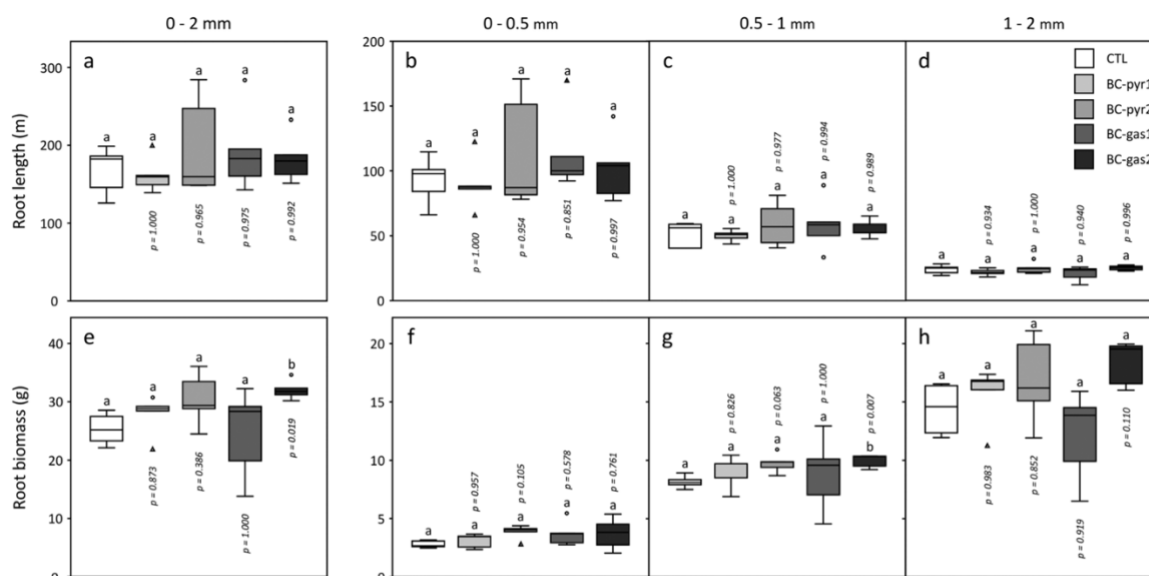 0 - 2 mm
0 - 0.5 mm
0.5 - 1 mm
1 - 2 mm
Root length (m)
300
200
100
0
a
a
a
a
a
a
p = 1.000
p = 0.965
p = 0.975
p = 0.992
200
150
100
50
0
b
a
a
a
a
a
p = 1.000
p = 0.954
p = 0.851
p = 0.997
c
a
a
a
a
a
p = 1.000
p = 0.977
p = 0.994
p = 0.989
d
a
a
a
a
a
p = 0.934
p = 1.000
p = 0.940
p = 0.996
CTL
BC-pyr1
BC-pyr2
BC-gas1
BC-gas2
Root biomass (g)
40
30
20
10
0
e
a
a
a
a
b
p = 0.873
p = 0.386
p = 1.000
p = 0.019
20
15
10
5
0
f
a
a
a
a
a
p = 0.957
p = 0.105
p = 0.578
p = 0.761
g
a
a
a
a
b
p = 0.826
p = 0.063
p = 1.000
p = 0.007
h
a
a
a
a
a
p = 0.983
p = 0.852
p = 0.919
p = 0.110